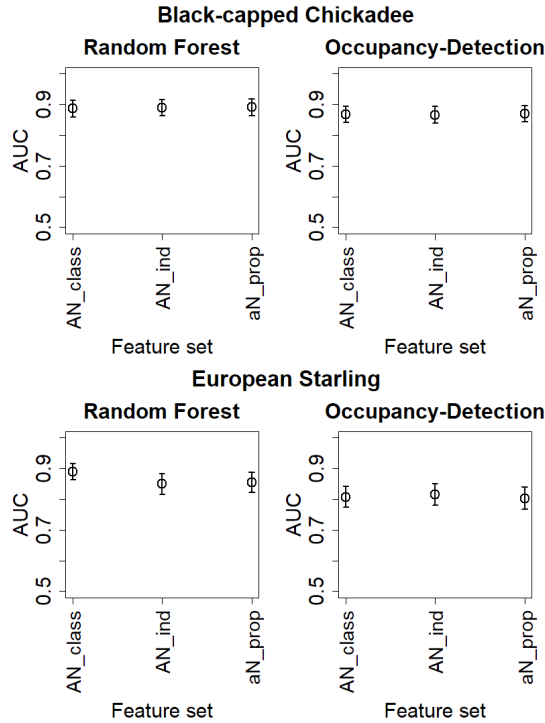 Black-capped Chickadee
Random Forest
Occupancy-Detection
AUC
0.5
0.7
0.9
AN_class
AN_ind
aN_prop
Feature set
AUC
0.5
0.7
0.9
AN_class
AN_ind
aN_prop
Feature set
European Starling
Random Forest
Occupancy-Detection
AUC
0.5
0.7
0.9
AN_class
AN_ind
aN_prop
Feature set
AUC
0.5
0.7
0.9
AN_class
AN_ind
aN_prop
Feature set